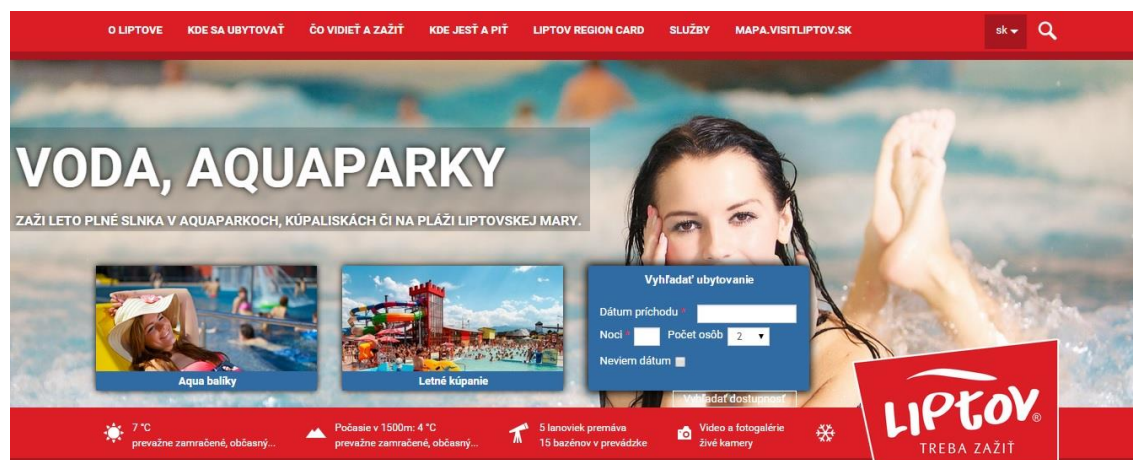 O LIPTOVE KDE SA UBYTOVAŤ ČO VIDIEŤ A ZAŽIŤ KDE JESŤ A PIŤ LIPTOV REGION CARD SLUŽBY MAPA.VISITLIPTOV.SK sk
VODA, AQUAPARKY
ZAŽI LETO PLNÉ SLNKA V AQUAPARKOCH, KÚPALISKÁCH ČI NA PLÁŽI LIPTOVSKEJ MARY.
Aqua balíky
Letné kúpanie
Vyhľadať ubytovanie
Dátum príchodu *
Nocí * Počet osôb 2
Neviem dátum
Vyhľadať dostupnosť
7 °C
prevažne zamračené, občasný...
Počasie v 1500m: 4 °C
prevažne zamračené, občasný...
5 lanoviek premáva
15 bazénov v prevádzke
Video a fotogalérie
živé kamery
LIPTOV®
TREBA ZAŽIŤ